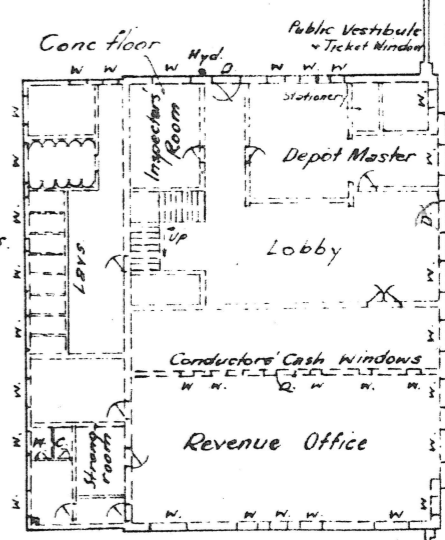 Public Vestibule
+ Ticket Window
Conc floor
Hyd.
W W W D W W W
Stationery
W
Inspectors'
Room
Depot Master
D
Up
Lobby
Lavs
Conductors' Cash Windows
W W. D. W W. W.
Revenue Office
Strong
room
W. C.
W. W. W. W.
W.
W.
W.
W.
W.
W.
W.
W.